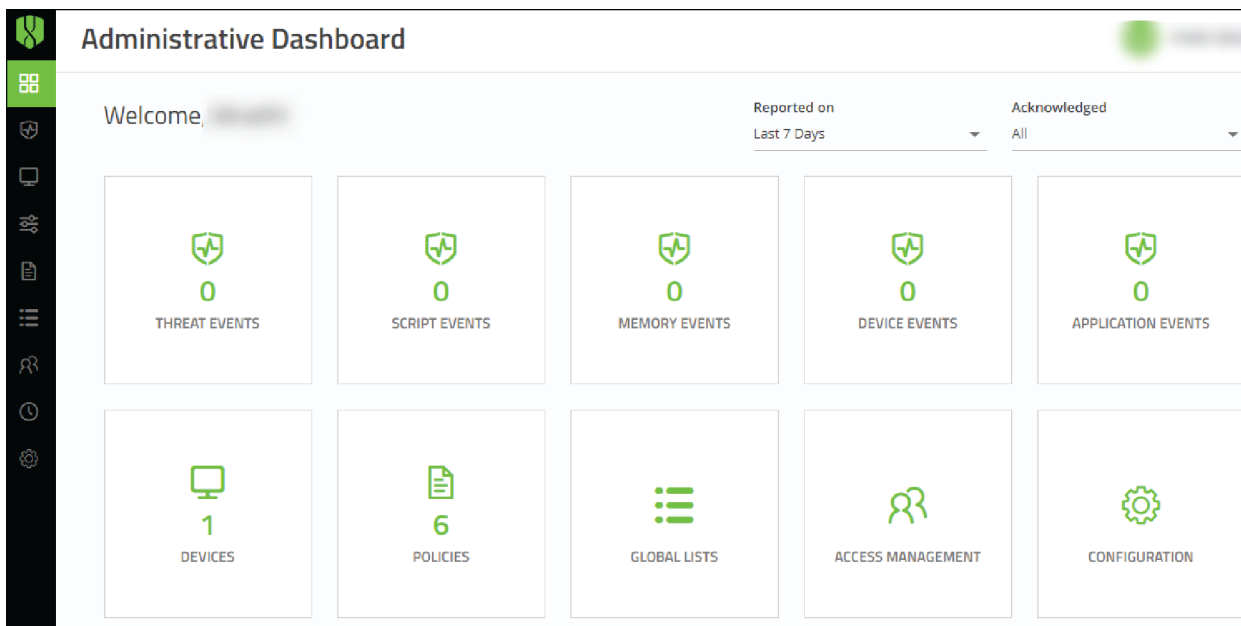 Administrative Dashboard
Welcome,
Reported on
Acknowledged
Last 7 Days
All
0
0
0
0
0
THREAT EVENTS
SCRIPT EVENTS
MEMORY EVENTS
DEVICE EVENTS
APPLICATION EVENTS
1
6
DEVICES
POLICIES
GLOBAL LISTS
ACCESS MANAGEMENT
CONFIGURATION